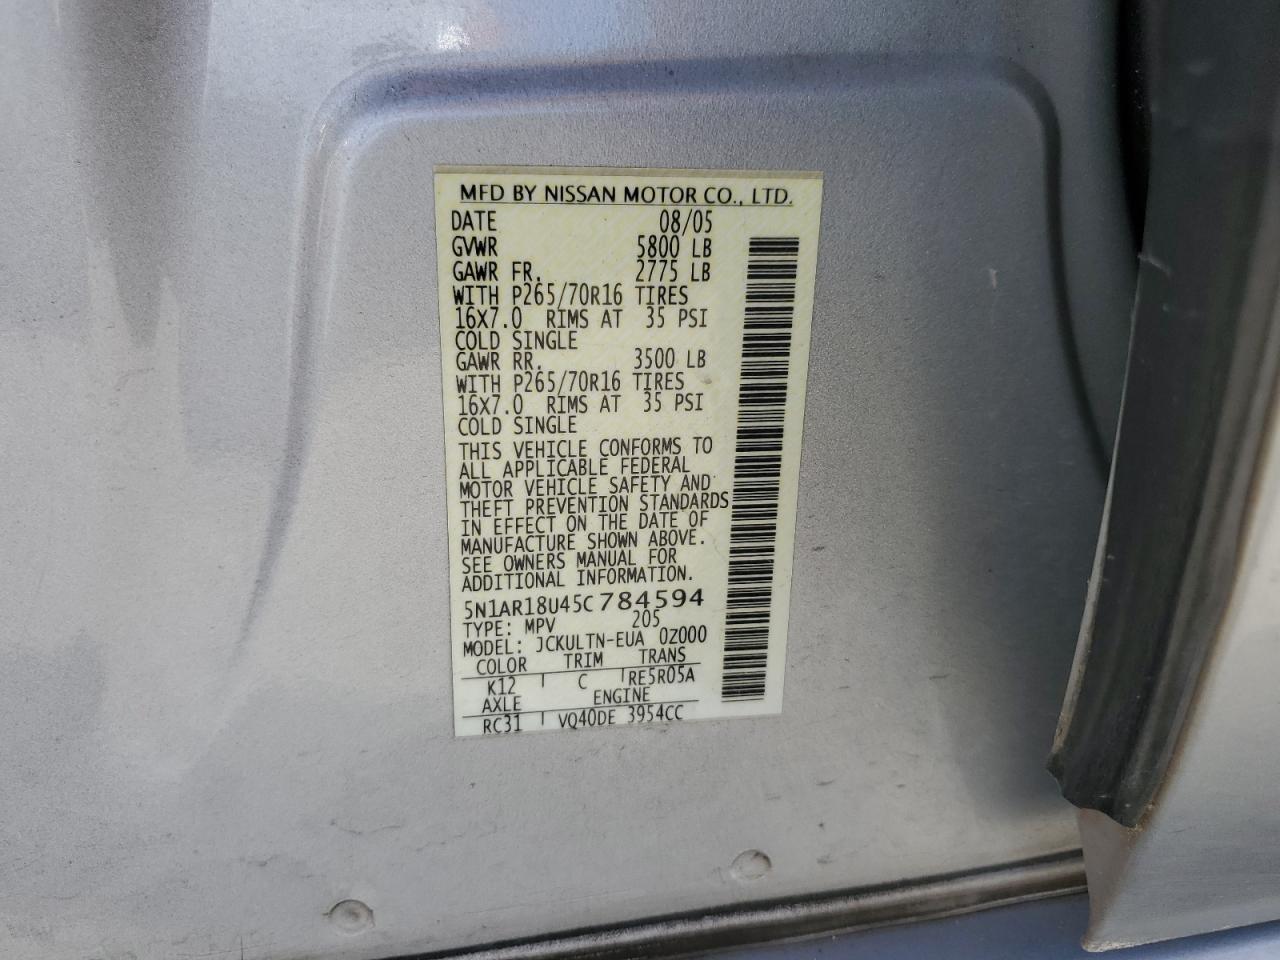 MFD BY NISSAN MOTOR CO., LTD.
DATE 08/05
GVWR 5800 LB
GAWR FR. 2775 LB
WITH P265/70R16 TIRES
16X7.0 RIMS AT 35 PSI
COLD SINGLE
GAWR RR. 3500 LB
WITH P265/70R16 TIRES
16X7.0 RIMS AT 35 PSI
COLD SINGLE
THIS VEHICLE CONFORMS TO
ALL APPLICABLE FEDERAL
MOTOR VEHICLE SAFETY AND
THEFT PREVENTION STANDARDS
IN EFFECT ON THE DATE OF
MANUFACTURE SHOWN ABOVE.
SEE OWNERS MANUAL FOR
ADDITIONAL INFORMATION.
5N1AR18U45C784594
TYPE: MPV 205
MODEL: JCKULTN-EUA 0Z000
COLOR TRIM TRANS
K12 C RE5R05A
AXLE ENGINE
RC31 VQ40DE 3954CC